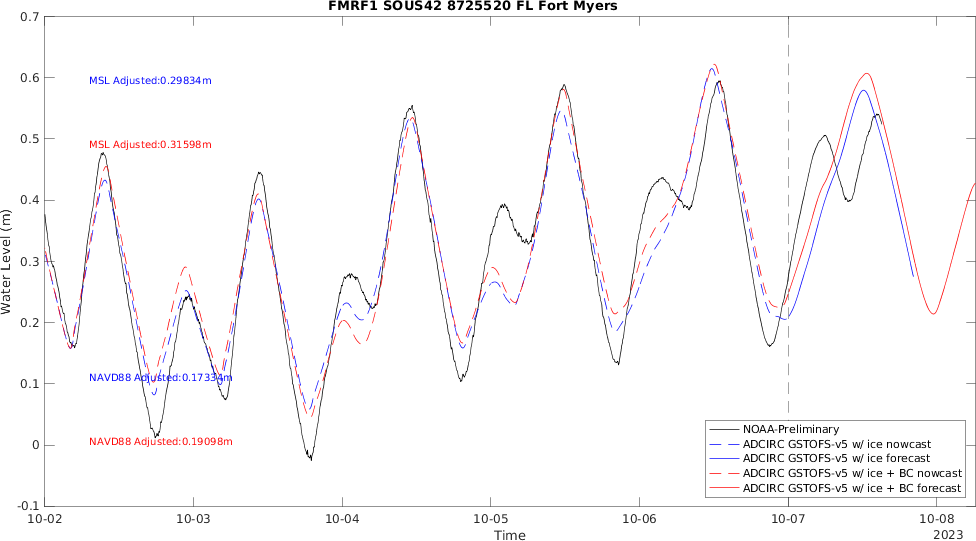 FMRF1 SOUS42 8725520 FL Fort Myers
0.7
0.6
0.5
0.4
0.3
0.2
0.1
0
-0.1
Water Level (m)
MSL Adjusted:0.29834m
MSL Adjusted:0.31598m
NAVD88 Adjusted:0.17334m
NAVD88 Adjusted:0.19098m
NOAA-Preliminary
ADCIRC GSTOFS-v5 w/ ice nowcast
ADCIRC GSTOFS-v5 w/ ice forecast
ADCIRC GSTOFS-v5 w/ ice + BC nowcast
ADCIRC GSTOFS-v5 w/ ice + BC forecast
10-02 10-03 10-04 10-05 10-06 10-07 10-08
Time
2023